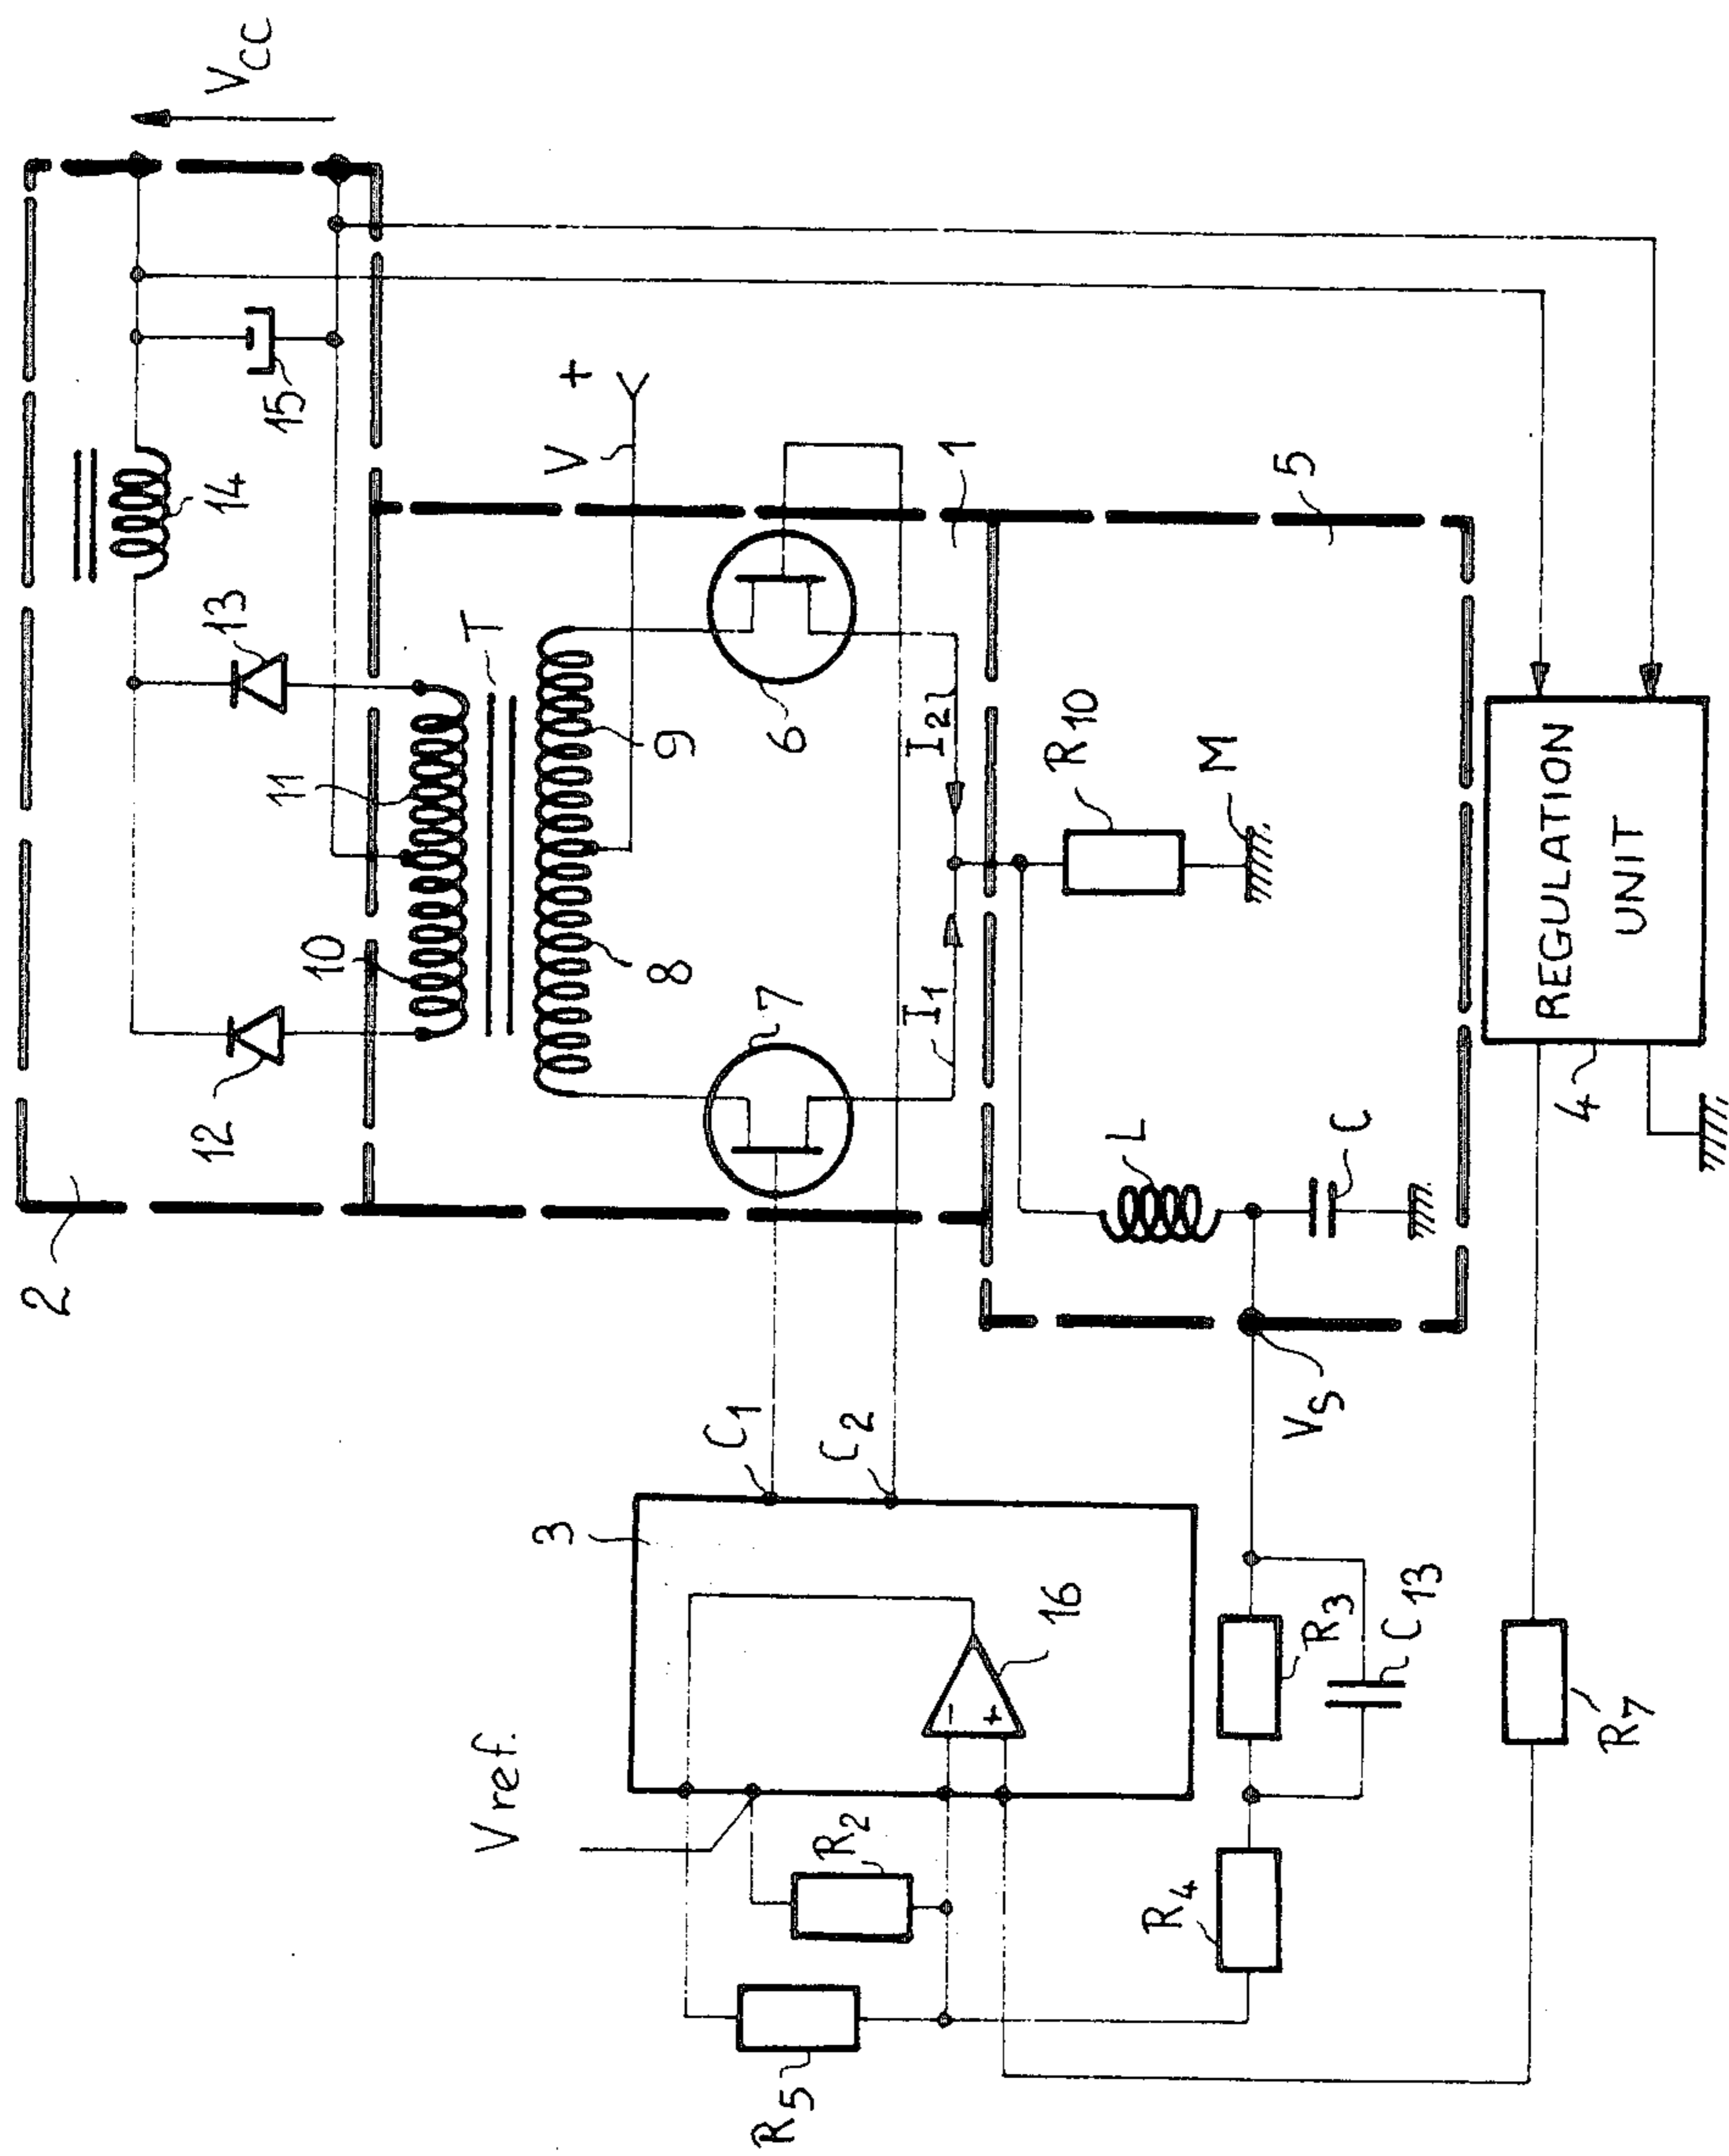 2
12
13
14
15
VCC
10
11
T
V
+
8
9
7
6
I1
I2
1
3
C1
C2
Vref.
16
R5
R2
R4
R3
C13
VS
L
C
R10
M
5
R7
4
REGULATION
UNIT
-
+